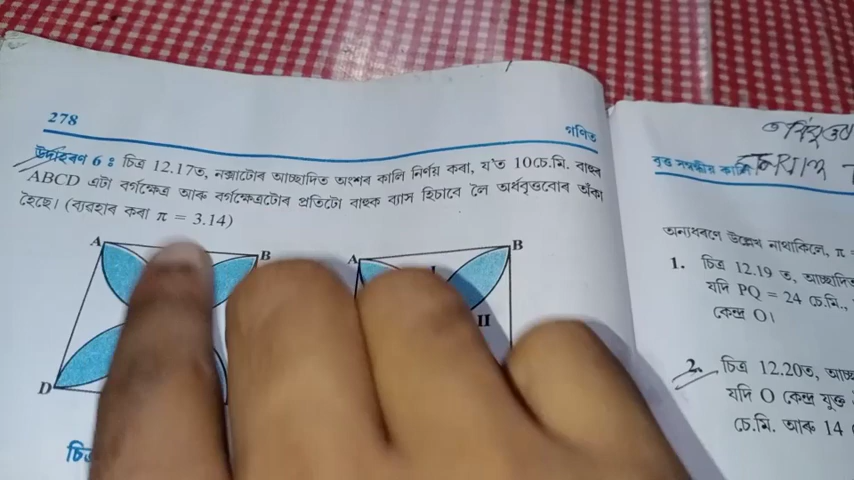 278
গণিত
উদাহৰণ 6 : চিত্ৰ 12.17ত, নক্সাটোৰ আচ্ছাদিত অংশৰ কালি নিৰ্ণয় কৰা, য'ত 10চে.মি. বাহুৰ
ABCD এটা বৰ্গক্ষেত্ৰ আৰু বৰ্গক্ষেত্ৰটোৰ প্ৰতিটো বাহুক ব্যাস হিচাবে লৈ অৰ্ধবৃত্তবোৰ অঁকা
হৈছে। (ব্যৱহাৰ কৰা π = 3.14)
A
B
A
B
I
II
D
চি
বৃত্ত সম্বন্ধীয় কালি
অন্যধৰণে উল্লেখ নাথাকিলে, π =
1. চিত্ৰ 12.19 ত, আচ্ছাদিত
যদি PQ = 24 চে.মি.,
কেন্দ্ৰ O।
2. চিত্ৰ 12.20ত, আচ্ছা
যদি O কেন্দ্ৰ যুক্ত
চে.মি. আৰু 14